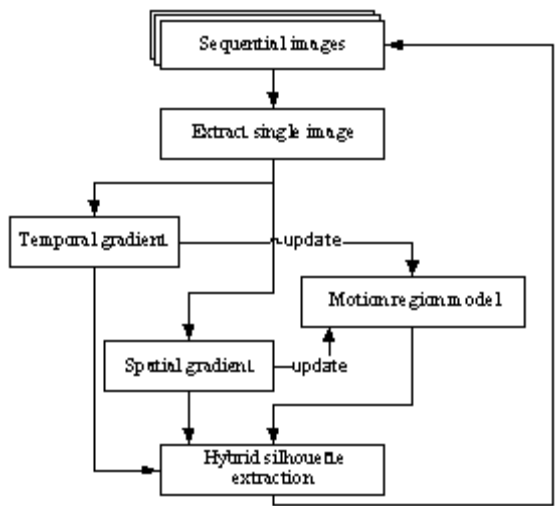 Sequential images
Extract single image
Temporal gradient
update
Motion region model
Spatial gradient
update
Hybrid silhouette
extraction